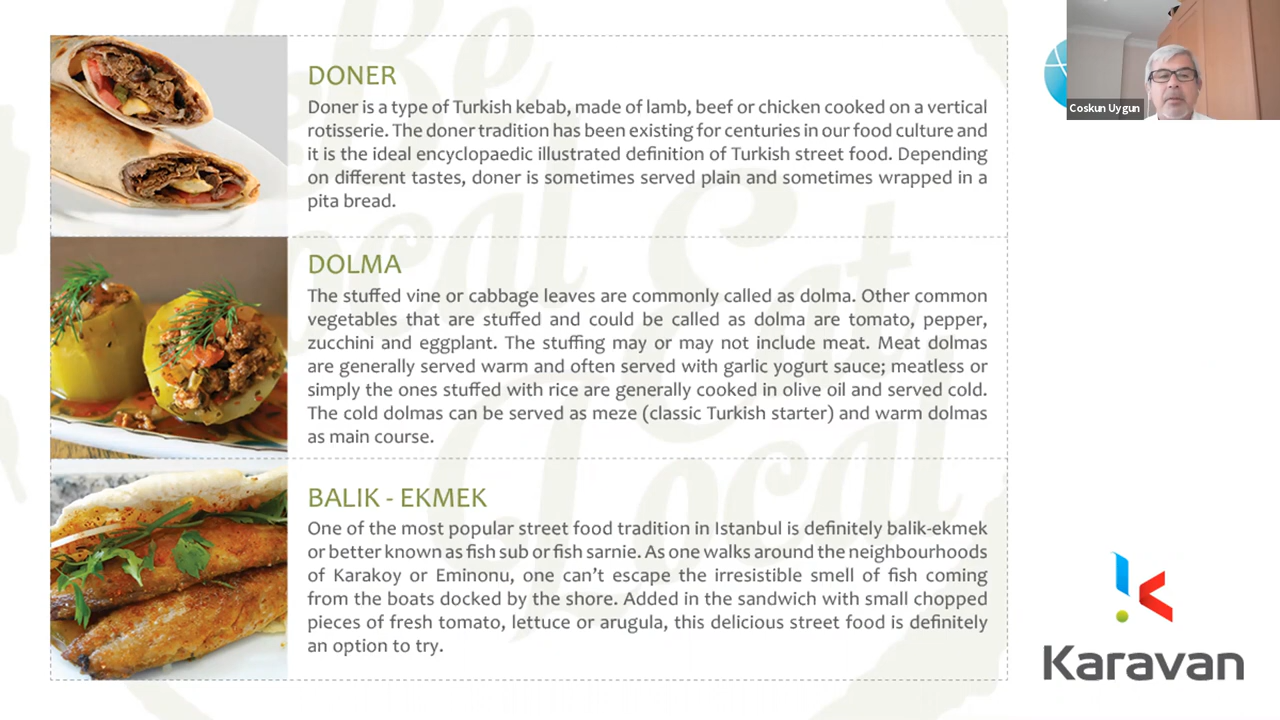 DONER
Doner is a type of Turkish kebab, made of lamb, beef or chicken cooked on a vertical
rotisserie. The doner tradition has been existing for centuries in our food culture and
it is the ideal encyclopaedic illustrated definition of Turkish street food. Depending
on different tastes, doner is sometimes served plain and sometimes wrapped in a
pita bread.
DOLMA
The stuffed vine or cabbage leaves are commonly called as dolma. Other common
vegetables that are stuffed and could be called as dolma are tomato, pepper,
zucchini and eggplant. The stuffing may or may not include meat. Meat dolmas
are generally served warm and often served with garlic yogurt sauce; meatless or
simply the ones stuffed with rice are generally cooked in olive oil and served cold.
The cold dolmas can be served as meze (classic Turkish starter) and warm dolmas
as main course.
BALIK - EKMEK
One of the most popular street food tradition in Istanbul is definitely balik-ekmek
or better known as fish sub or fish sarnie. As one walks around the neighbourhoods
of Karakoy or Eminonu, one can't escape the irresistible smell of fish coming
from the boats docked by the shore. Added in the sandwich with small chopped
pieces of fresh tomato, lettuce or arugula, this delicious street food is definitely
an option to try.
Be
Local Eat
Local
Coskun Uygun
Karavan